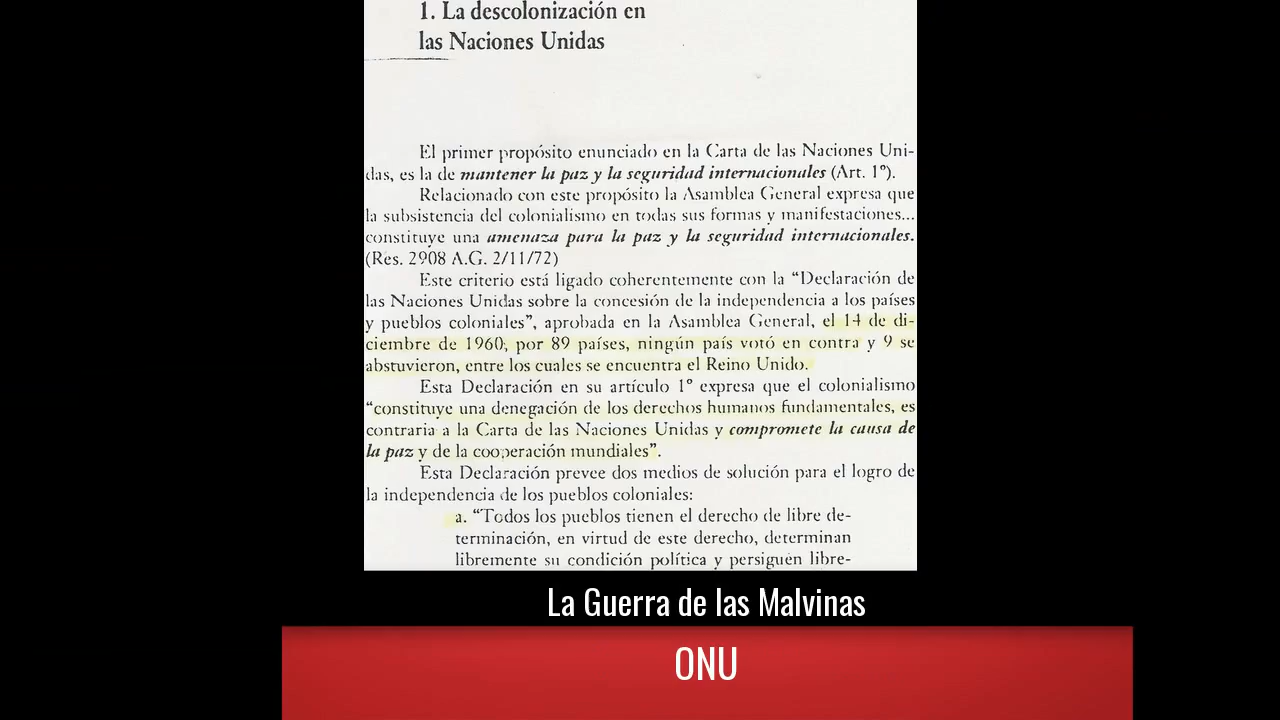 1. La descolonización en
las Naciones Unidas
El primer propósito enunciado en la Carta de las Naciones Uni-
das, es la de mantener la paz y la seguridad internacionales (Art. 1°).
Relacionado con este propósito la Asamblea General expresa que
la subsistencia del colonialismo en todas sus formas y manifestaciones...
constituye una amenaza para la paz y la seguridad internacionales.
(Res. 2908 A.G. 2/11/72)
Este criterio está ligado coherentemente con la “Declaración de
las Naciones Unidas sobre la concesión de la independencia a los países
y pueblos coloniales”, aprobada en la Asamblea General, el 14 de di-
ciembre de 1960; por 89 países, ningún país votó en contra y 9 se
abstuvieron, entre los cuales se encuentra el Reino Unido.
Esta Declaración en su artículo 1° expresa que el colonialismo
“constituye una denegación de los derechos humanos fundamentales, es
contraria a la Carta de las Naciones Unidas y compromete la causa de
la paz y de la cooperación mundiales”.
Esta Declaración prevee dos medios de solución para el logro de
la independencia de los pueblos coloniales:
a. “Todos los pueblos tienen el derecho de libre de-
terminación, en virtud de este derecho, determinan
libremente su condición política y persiguen libre-
La Guerra de las Malvinas
ONU